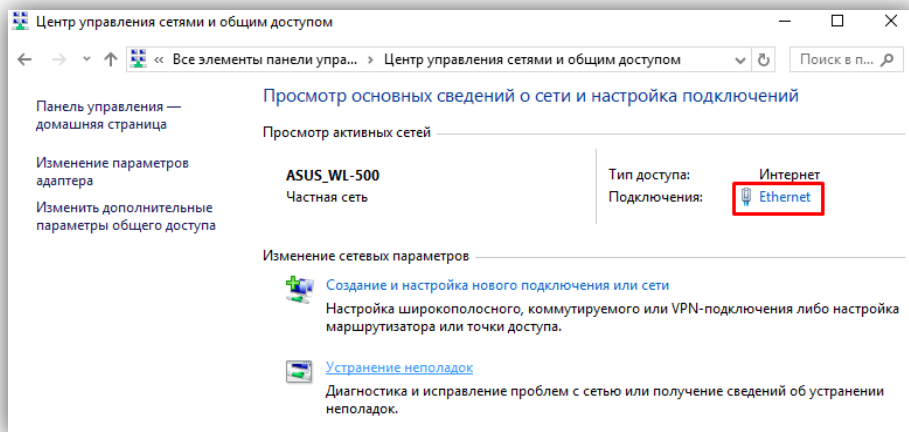 Центр управления сетями и общим доступом
« Все элементы панели упра... › Центр управления сетями и общим доступом
Поиск в п...
Панель управления —
домашняя страница
Изменение параметров
адаптера
Изменить дополнительные
параметры общего доступа
Просмотр основных сведений о сети и настройка подключений
Просмотр активных сетей
ASUS_WL-500
Частная сеть
Тип доступа: Интернет
Подключения: Ethernet
Изменение сетевых параметров
Создание и настройка нового подключения или сети
Настройка широкополосного, коммутируемого или VPN-подключения либо настройка
маршрутизатора или точки доступа.
Устранение неполадок
Диагностика и исправление проблем с сетью или получение сведений об устранении
неполадок.